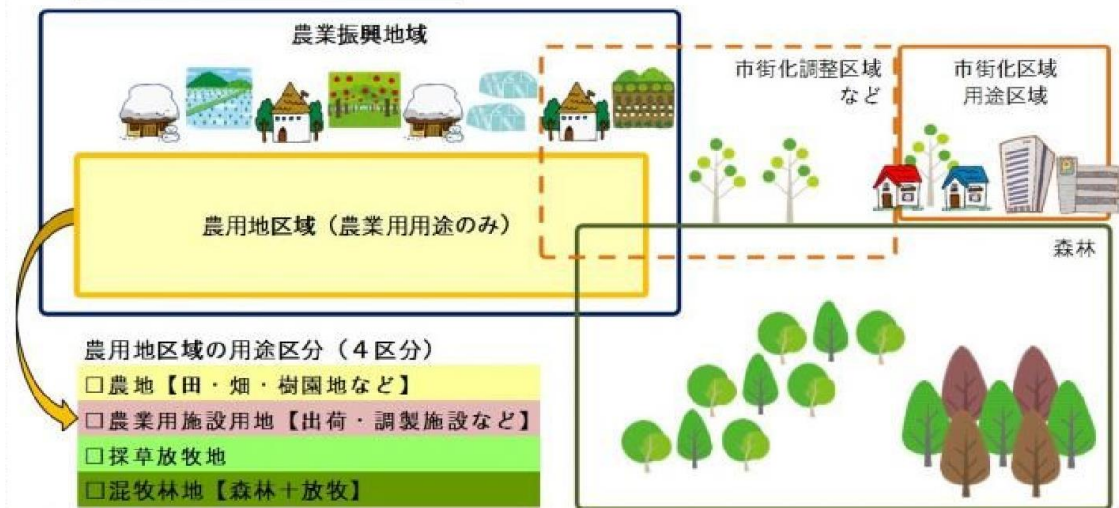 農業振興地域
市街化調整区域
など
市街化区域
用途区域
農用地区域（農業用用途のみ）
森林
農用地区域の用途区分（４区分）
□農地【田・畑・樹園地など】
□農業用施設用地【出荷・調製施設など】
□採草放牧地
□混牧林地【森林＋放牧】